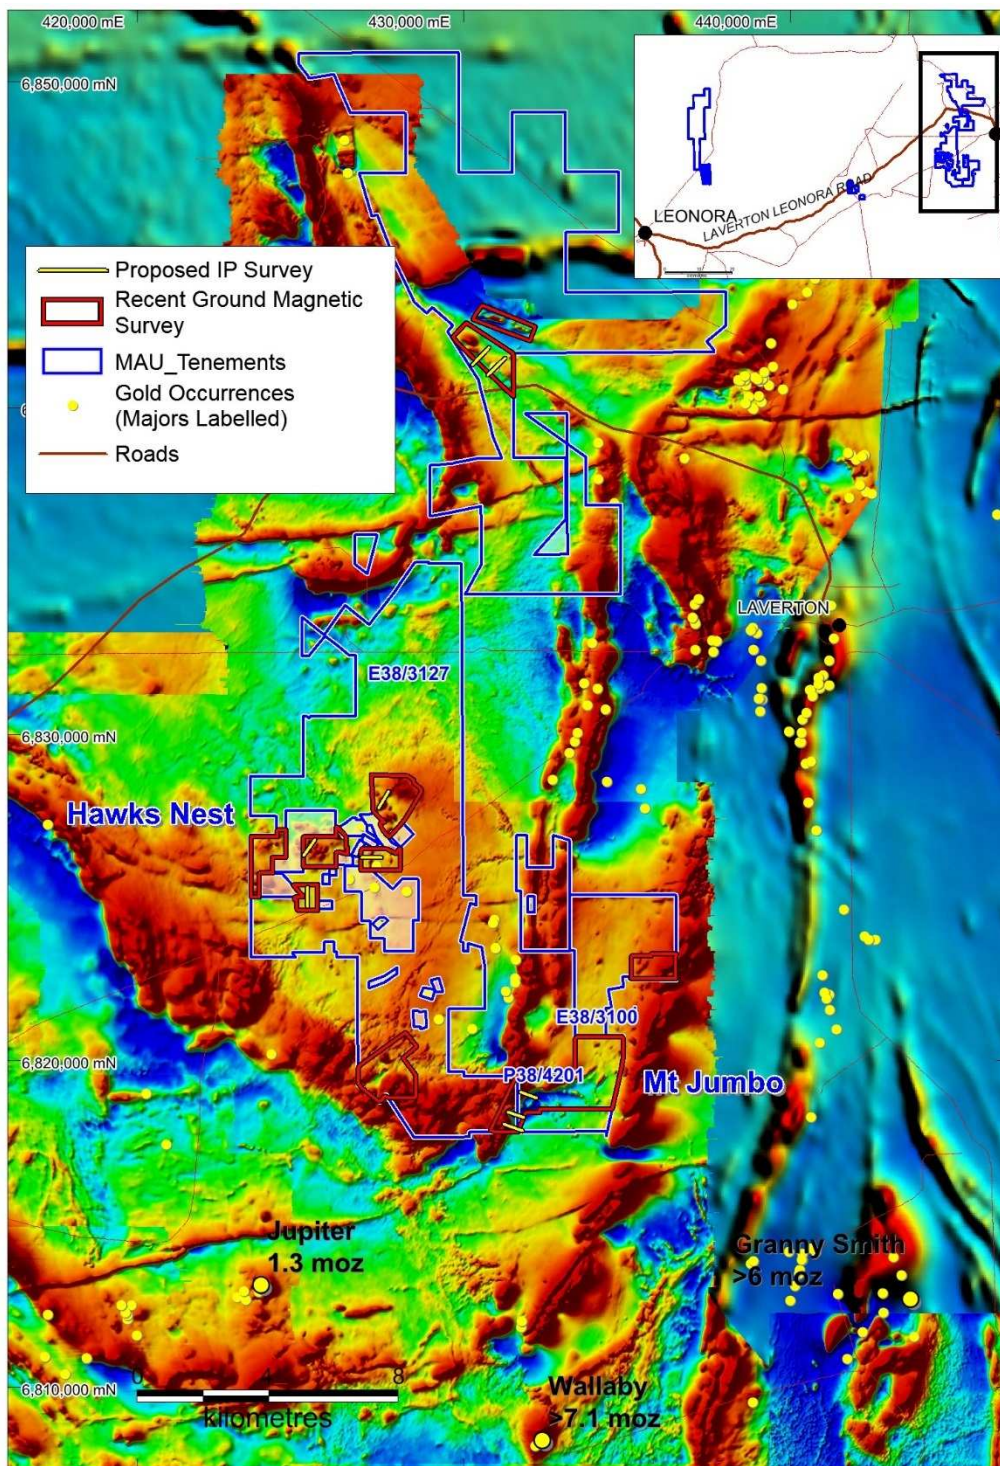 420,000 mE
430,000 mE
440,000 mE
6,850,000 mN
LEONORA
LAVERTON LEONORA ROAD
Proposed IP Survey
Recent Ground Magnetic
Survey
MAU_Tenements
Gold Occurrences
(Majors Labelled)
Roads
LAVERTON
E38/3127
6,830,000 mN
Hawks Nest
E38/3100
6,820,000 mN
P38/4201
Mt Jumbo
Jupiter
1.3 moz
Granny Smith
>6 moz
6,810,000 mN
0 4 8
kilometres
Wallaby
>7.1 moz